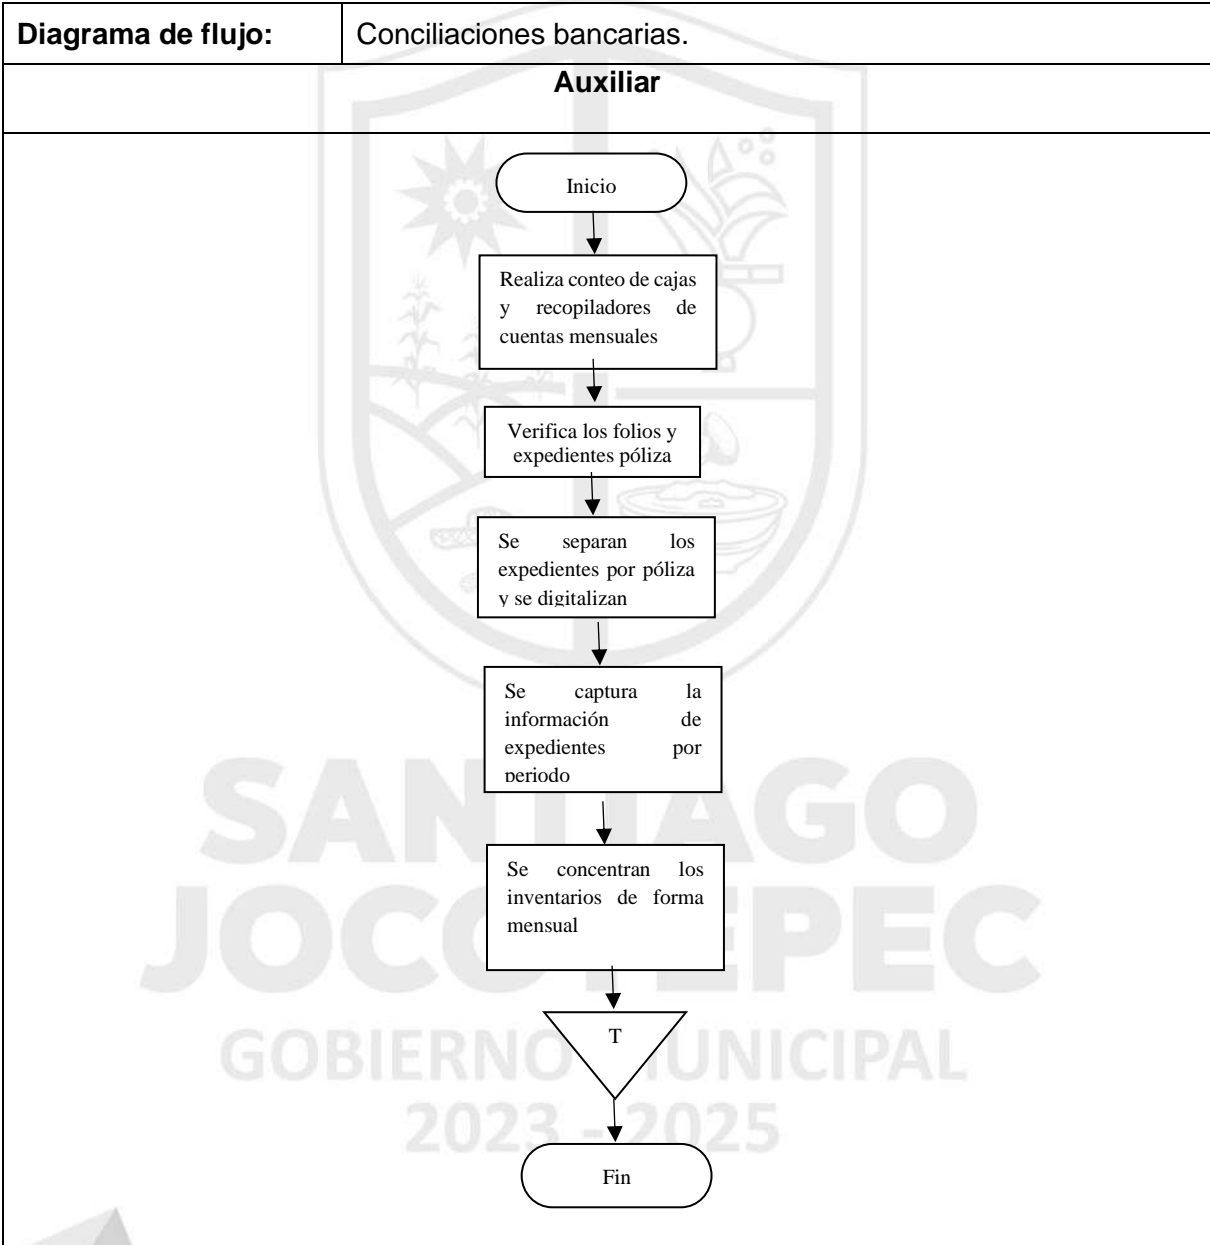 Diagrama de flujo: Conciliaciones bancarias.
Auxiliar
Inicio
Realiza conteo de cajas
y recopiladores de
cuentas mensuales
Verifica los folios y
expedientes póliza
Se separan los
expedientes por póliza
y se digitalizan
Se captura la
información de
expedientes por
periodo
Se concentran los
inventarios de forma
mensual
T
Fin
SANTIAGO
JOCOTEPEC
GOBIERNO MUNICIPAL
2023 - 2025